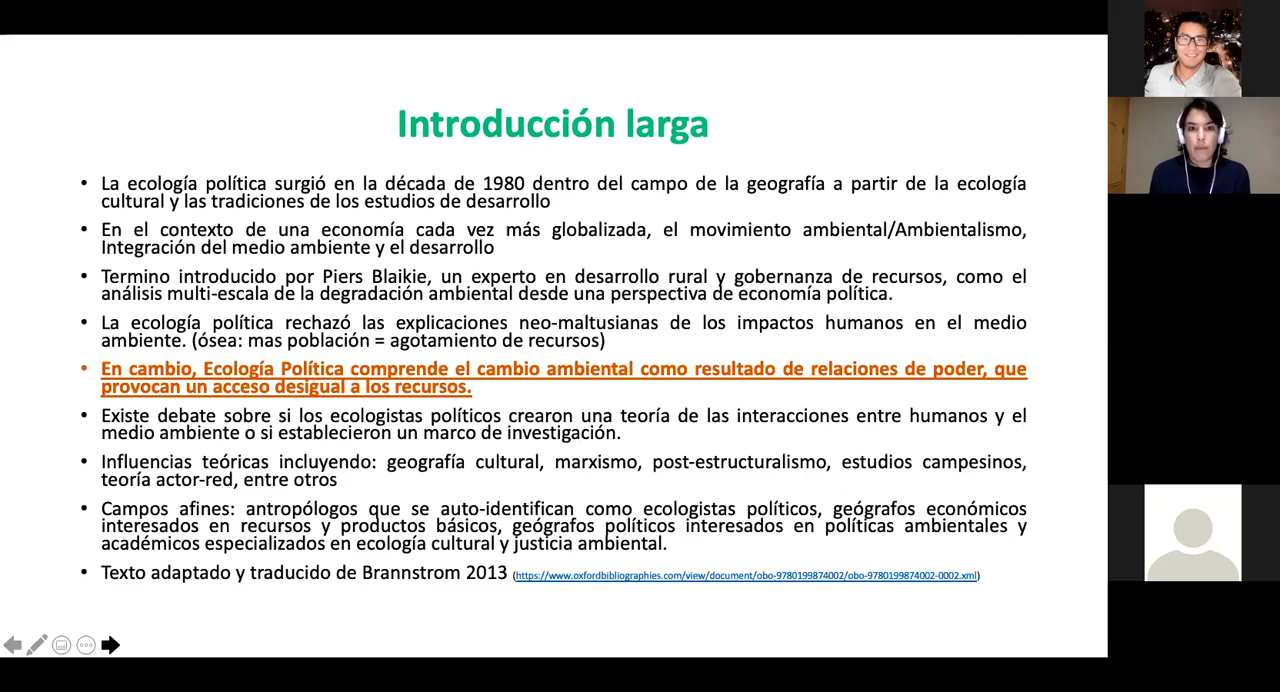 Introducción larga
• La ecología política surgió en la década de 1980 dentro del campo de la geografía a partir de la ecología
cultural y las tradiciones de los estudios de desarrollo
• En el contexto de una economía cada vez más globalizada, el movimiento ambiental/Ambientalismo,
Integración del medio ambiente y el desarrollo
• Termino introducido por Piers Blaikie, un experto en desarrollo rural y gobernanza de recursos, como el
análisis multi-escala de la degradación ambiental desde una perspectiva de economía política.
• La ecología política rechazó las explicaciones neo-maltusianas de los impactos humanos en el medio
ambiente. (ósea: mas población = agotamiento de recursos)
• En cambio, Ecología Política comprende el cambio ambiental como resultado de relaciones de poder, que
provocan un acceso desigual a los recursos.
• Existe debate sobre si los ecologistas políticos crearon una teoría de las interacciones entre humanos y el
medio ambiente o si establecieron un marco de investigación.
• Influencias teóricas incluyendo: geografía cultural, marxismo, post-estructuralismo, estudios campesinos,
teoría actor-red, entre otros
• Campos afines: antropólogos que se auto-identifican como ecologistas políticos, geógrafos económicos
interesados en recursos y productos básicos, geógrafos políticos interesados en políticas ambientales y
académicos especializados en ecología cultural y justicia ambiental.
• Texto adaptado y traducido de Brannstrom 2013 (https://www.oxfordbibliographies.com/view/document/obo-9780199874002/obo-9780199874002-0002.xml)